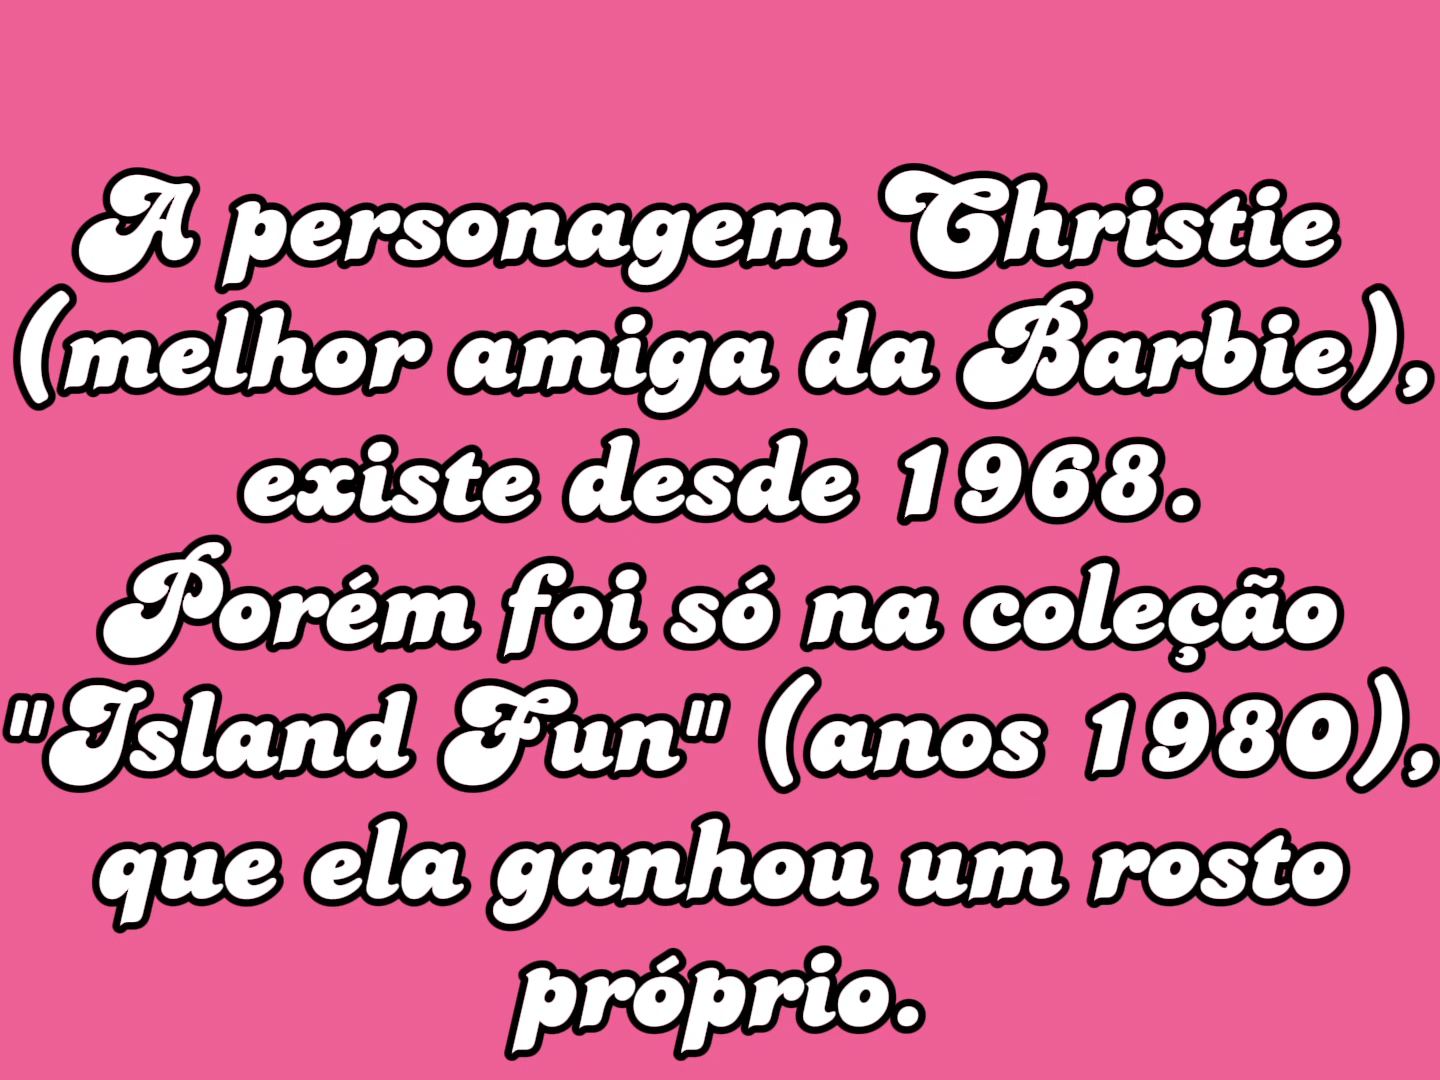 A personagem Christie
(melhor amiga da Barbie),
existe desde 1968.
Porém foi só na coleção
"Island Fun" (anos 1980),
que ela ganhou um rosto
próprio.